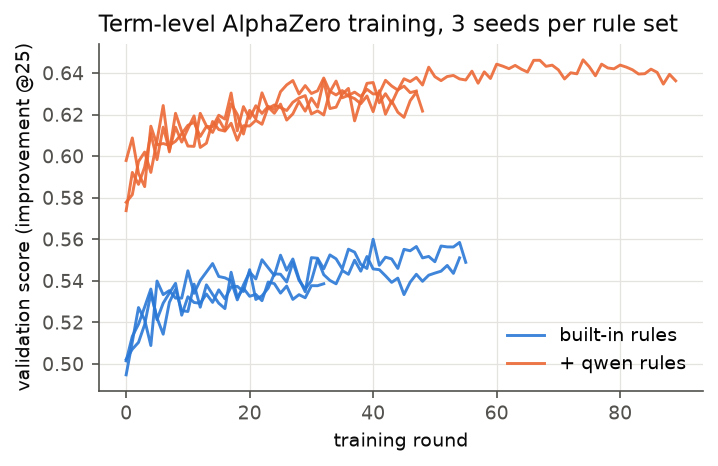 Term-level AlphaZero training, 3 seeds per rule set
validation score (improvement @25)
0.64
0.62
0.60
0.58
0.56
0.54
0.52
0.50
built-in rules
+ qwen rules
0
20
40
60
80
training round